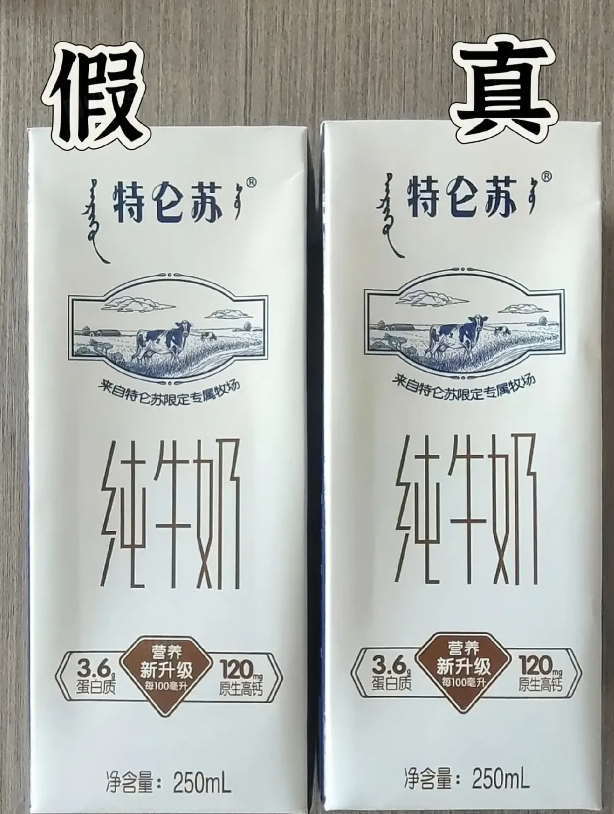 假
真
特仑苏®
来自特仑苏限定专属牧场
纯牛奶
营养
新升级
每100毫升
3.6g
蛋白质
120mg
原生高钙
净含量：250mL
特仑苏®
来自特仑苏限定专属牧场
纯牛奶
营养
新升级
每100毫升
3.6g
蛋白质
120mg
原生高钙
净含量：250mL